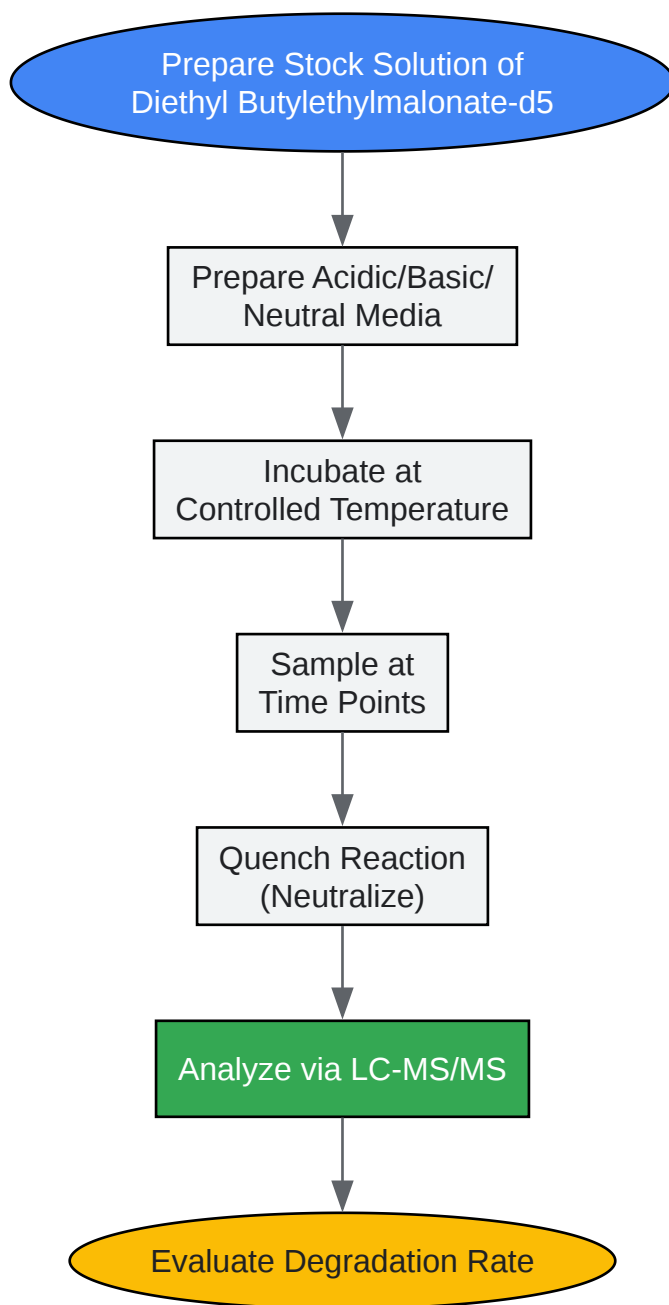 Prepare Stock Solution of
Diethyl Butylethylmalonate-d5
Prepare Acidic/Basic/
Neutral Media
Incubate at
Controlled Temperature
Sample at
Time Points
Quench Reaction
(Neutralize)
Analyze via LC-MS/MS
Evaluate Degradation Rate